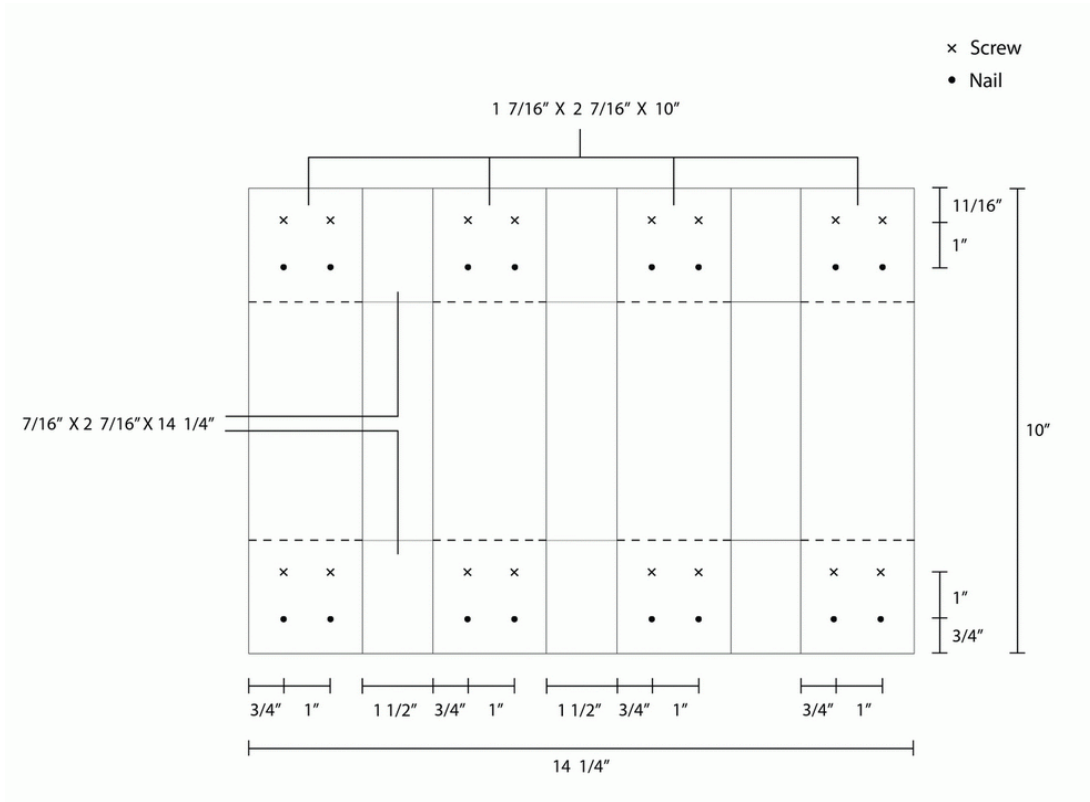 × Screw
• Nail
1 7/16” X 2 7/16” X 10”
11/16”
1”
7/16” X 2 7/16” X 14 1/4”
10”
1”
3/4”
3/4” 1” 1 1/2” 3/4” 1” 1 1/2” 3/4” 1” 3/4” 1”
14 1/4”